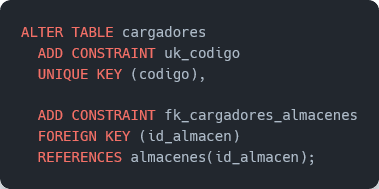 ALTER TABLE cargadores
  ADD CONSTRAINT uk_codigo
  UNIQUE KEY (codigo),

  ADD CONSTRAINT fk_cargadores_almacenes
  FOREIGN KEY (id_almacen)
  REFERENCES almacenes(id_almacen);